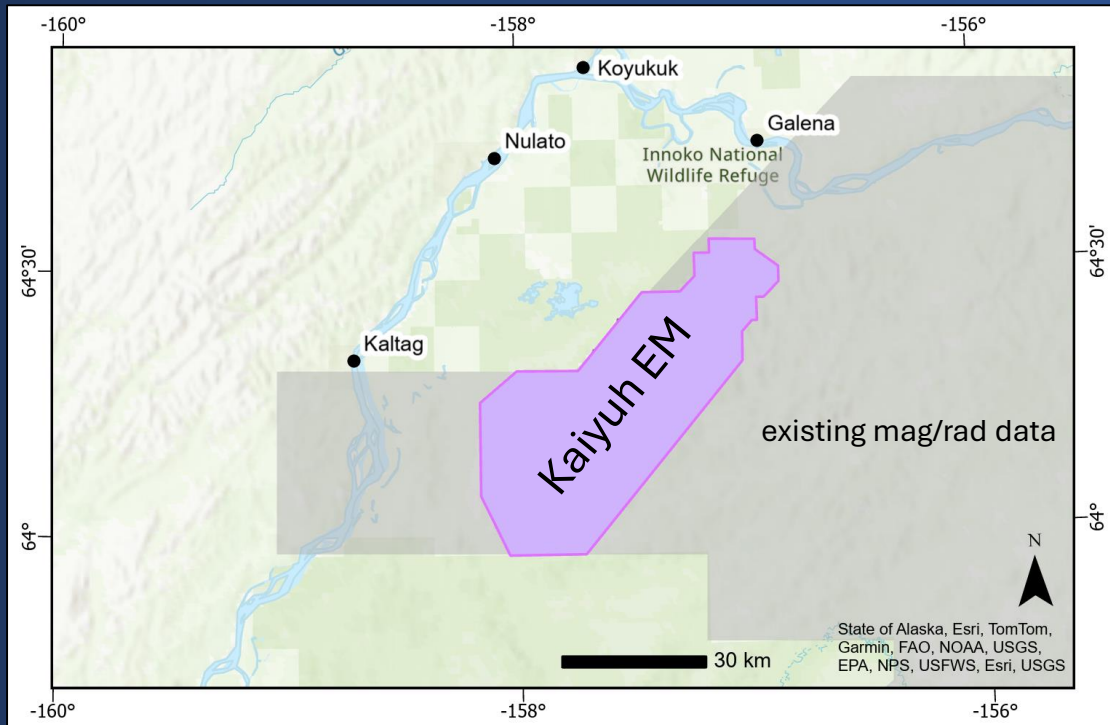 -160°
-158°
-156°
Koyukuk
Galena
Nulato
Innoko National
Wildlife Refuge
64°30'
64°30'
Kaltag
Kaiyuh EM
existing mag/rad data
64°
64°
N
State of Alaska, Esri, TomTom,
Garmin, FAO, NOAA, USGS,
EPA, NPS, USFWS, Esri, USGS
30 km
-160°
-158°
-156°